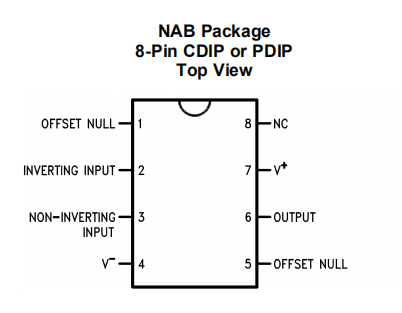 NAB Package
8-Pin CDIP or PDIP
Top View
OFFSET NULL 1
8 NC
INVERTING INPUT 2
7 V+
NON-INVERTING INPUT 3
6 OUTPUT
V− 4
5 OFFSET NULL